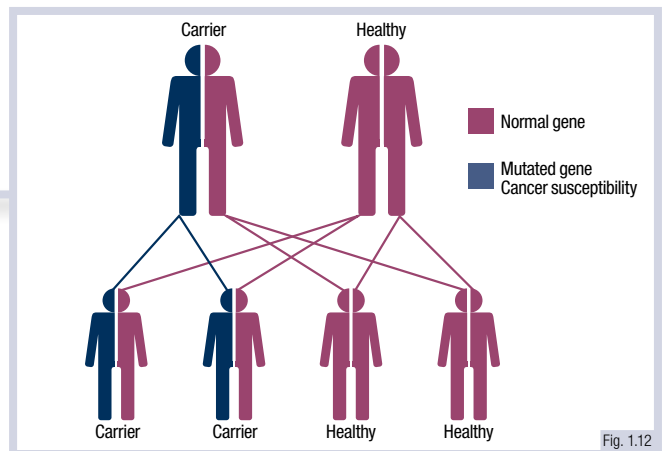 Carrier Healthy
Normal gene
Mutated gene
Cancer susceptibility
Carrier Carrier Healthy Healthy
Fig. 1.12